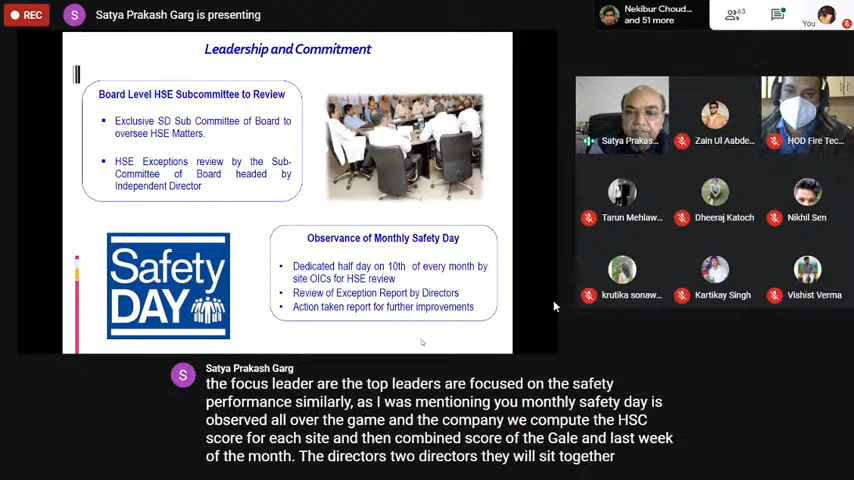 REC
S
Satya Prakash Garg is presenting
Nekibur Choud...
and 51 more
63
You
Leadership and Commitment
Board Level HSE Subcommittee to Review
Exclusive SD Sub Committee of Board to
oversee HSE Matters.
HSE Exceptions review by the Sub-
Committee of Board headed by
Independent Director
Safety
DAY
Observance of Monthly Safety Day
Dedicated half day on 10th of every month by
site OICs for HSE review
Review of Exception Report by Directors
Action taken report for further improvements
Satya Prakas...
Zain Ul Aabde...
HOD Fire Tec...
Tarun Mehlaw...
Dheeraj Katoch
Nikhil Sen
krutika sonaw...
Kartikay Singh
Vishist Verma
S
Satya Prakash Garg
the focus leader are the top leaders are focused on the safety
performance similarly, as I was mentioning you monthly safety day is
observed all over the game and the company we compute the HSC
score for each site and then combined score of the Gale and last week
of the month. The directors two directors they will sit together